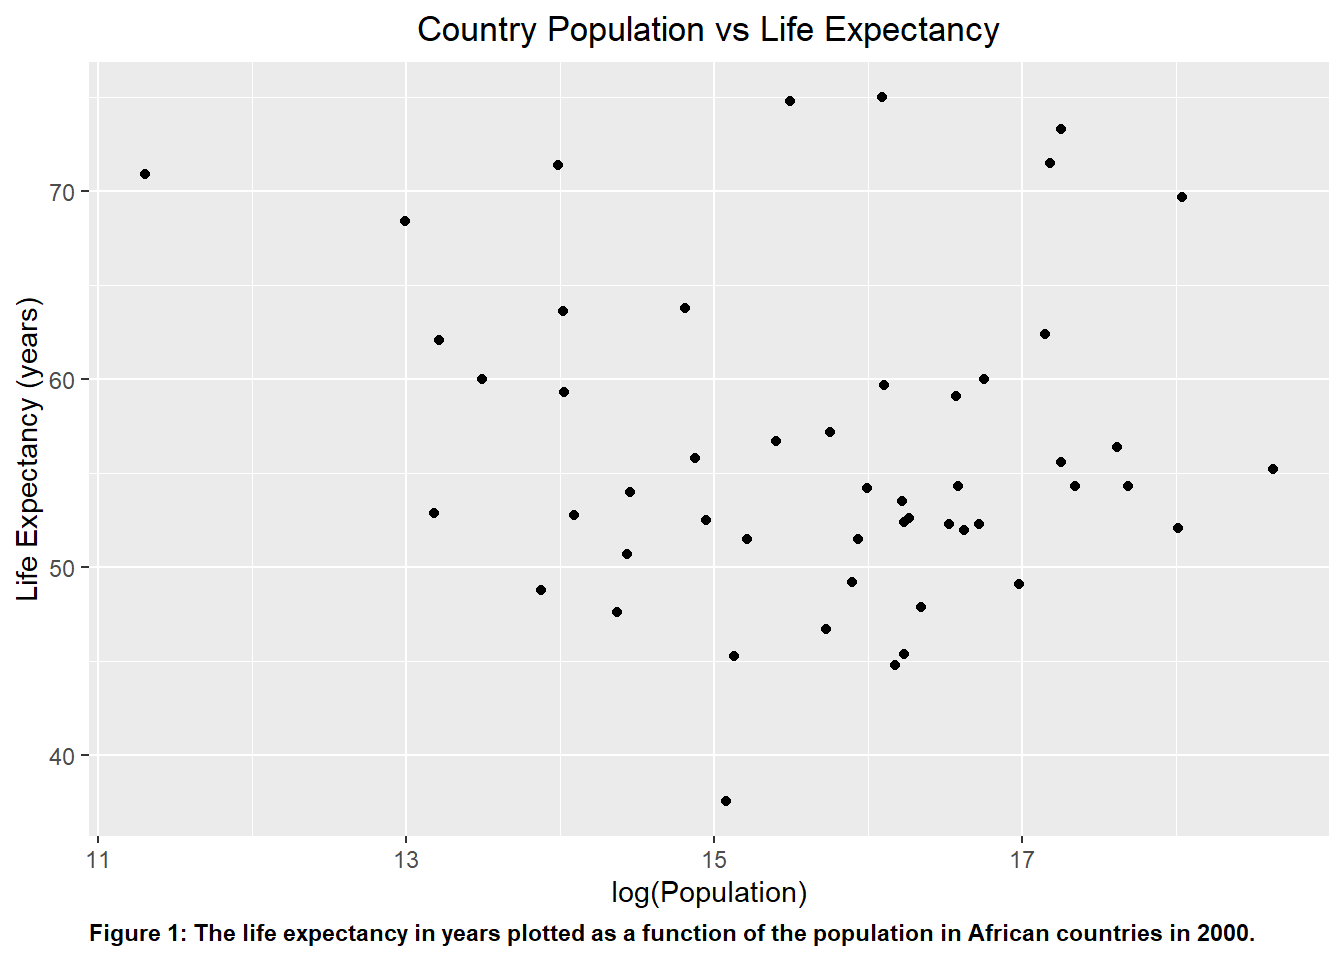 Country Population vs Life Expectancy
70
60
50
40
Life Expectancy (years)
11
13
15
17
log(Population)
Figure 1: The life expectancy in years plotted as a function of the population in African countries in 2000.